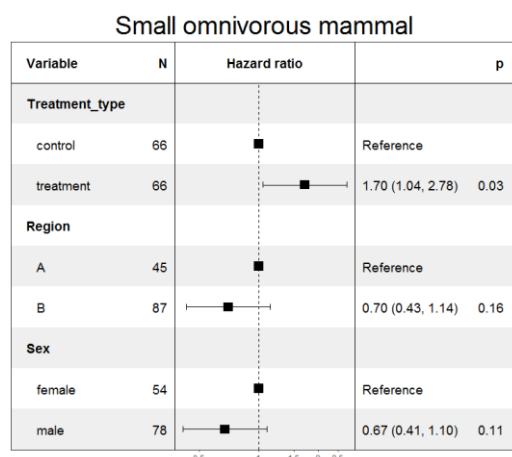 Small omnivorous mammal
Variable N Hazard ratio p
Treatment_type
control 66 Reference
treatment 66 1.70 (1.04, 2.78) 0.03
Region
A 45 Reference
B 87 0.70 (0.43, 1.14) 0.16
Sex
female 54 Reference
male 78 0.67 (0.41, 1.10) 0.11